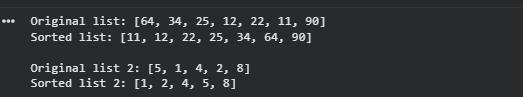 Original list: [64, 34, 25, 12, 22, 11, 90]
Sorted list: [11, 12, 22, 25, 34, 64, 90]
Original list 2: [5, 1, 4, 2, 8]
Sorted list 2: [1, 2, 4, 5, 8]